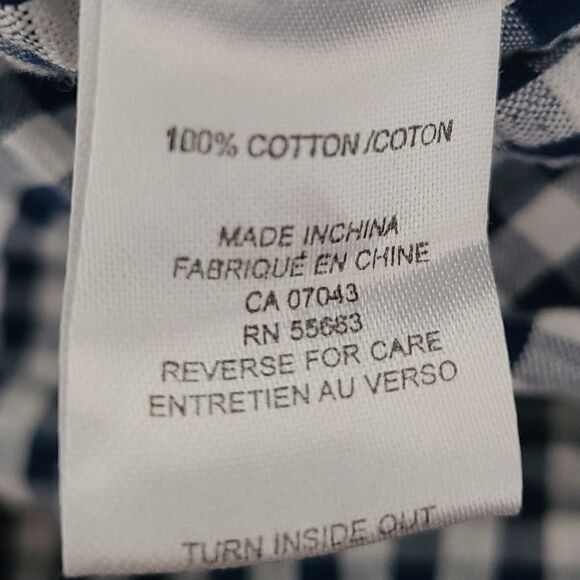 100% COTTON/COTON
MADE INCHINA
FABRIQUÉ EN CHINE
CA 07043
RN 55663
REVERSE FOR CARE
ENTRETIEN AU VERSO
TURN INSIDE OUT